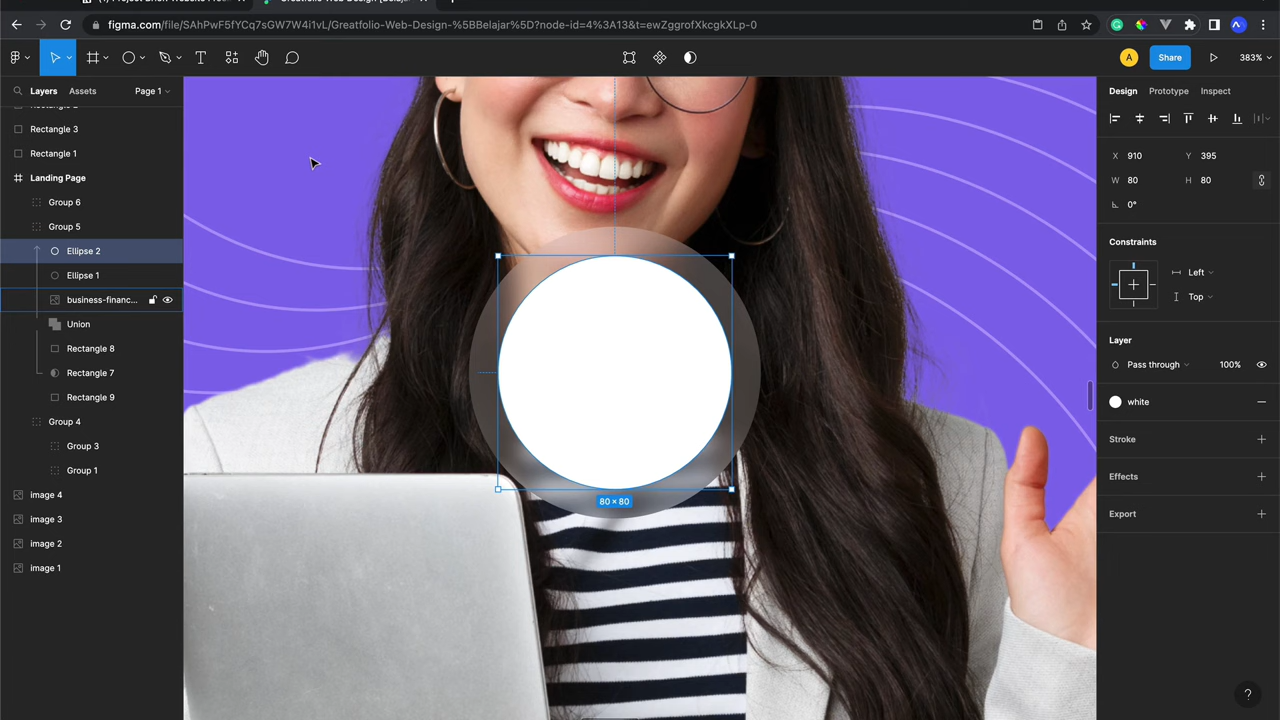 figma.com/file/SAhPwF5fYCq7sGW7W4i1vL/Greatfolio-Web-Design-%5BBelajar%5D?node-id=4%3A13&t=ewZggrofXkcgkXLp-0
A Share 383%
Layers Assets Page 1
Rectangle 3
Rectangle 1
Landing Page
Group 6
Group 5
Ellipse 2
Ellipse 1
business-financ...
Union
Rectangle 8
Rectangle 7
Rectangle 9
Group 4
Group 3
Group 1
image 4
image 3
image 2
image 1
80 × 80
Design Prototype Inspect
X 910 Y 395
W 80 H 80
0°
Constraints
Left
Top
Layer
Pass through 100%
white
Stroke
Effects
Export
?